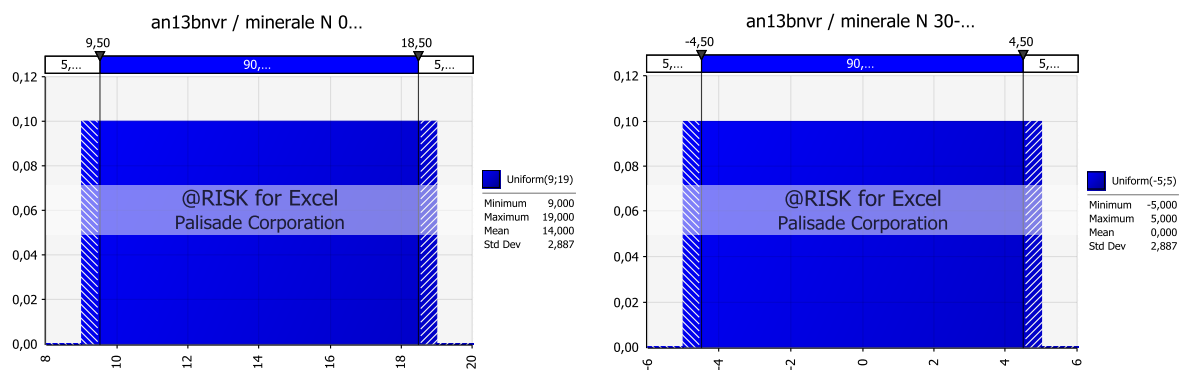 an13bnvr / minerale N 0...
9,50
18,50
5,...
90,...
5,...
0,12
0,10
0,08
0,06
0,04
0,02
0,00
8
10
12
14
16
18
20
@RISK for Excel
Palisade Corporation
Uniform(9;19)
Minimum 9,000
Maximum 19,000
Mean 14,000
Std Dev 2,887
an13bnvr / minerale N 30-...
-4,50
4,50
5,...
90,...
5,...
0,12
0,10
0,08
0,06
0,04
0,02
0,00
-6
-4
-2
0
2
4
6
@RISK for Excel
Palisade Corporation
Uniform(-5;5)
Minimum -5,000
Maximum 5,000
Mean 0,000
Std Dev 2,887